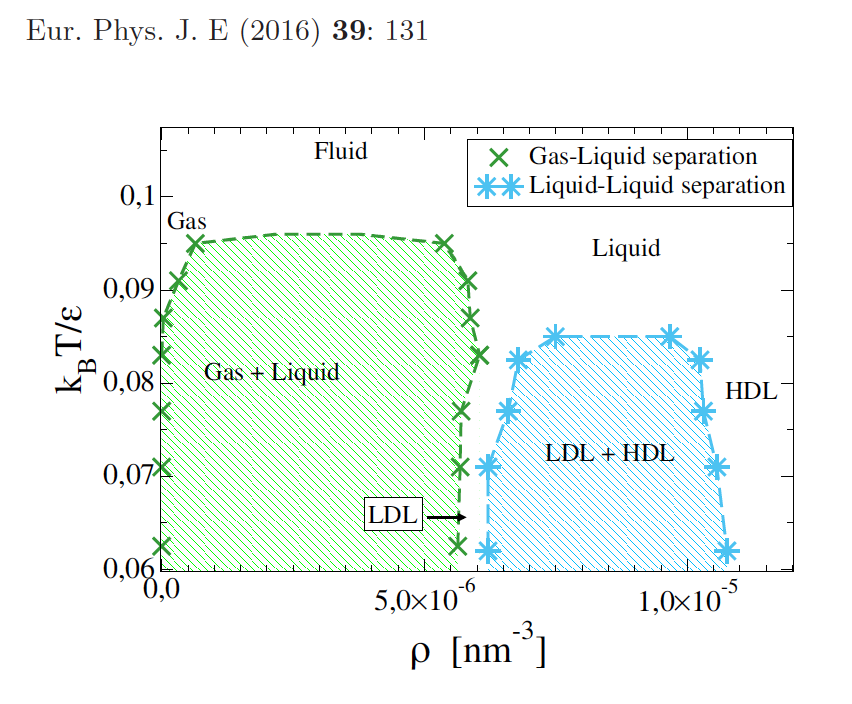 Eur. Phys. J. E (2016) 39: 131
Fluid
Gas-Liquid separation
Liquid-Liquid separation
0,1
Gas
Liquid
0,09
Gas + Liquid
0,08
HDL
LDL + HDL
0,07
LDL
0,06
k_BT/ε
0,0
5,0×10^-6
1,0×10^-5
ρ [nm^-3]